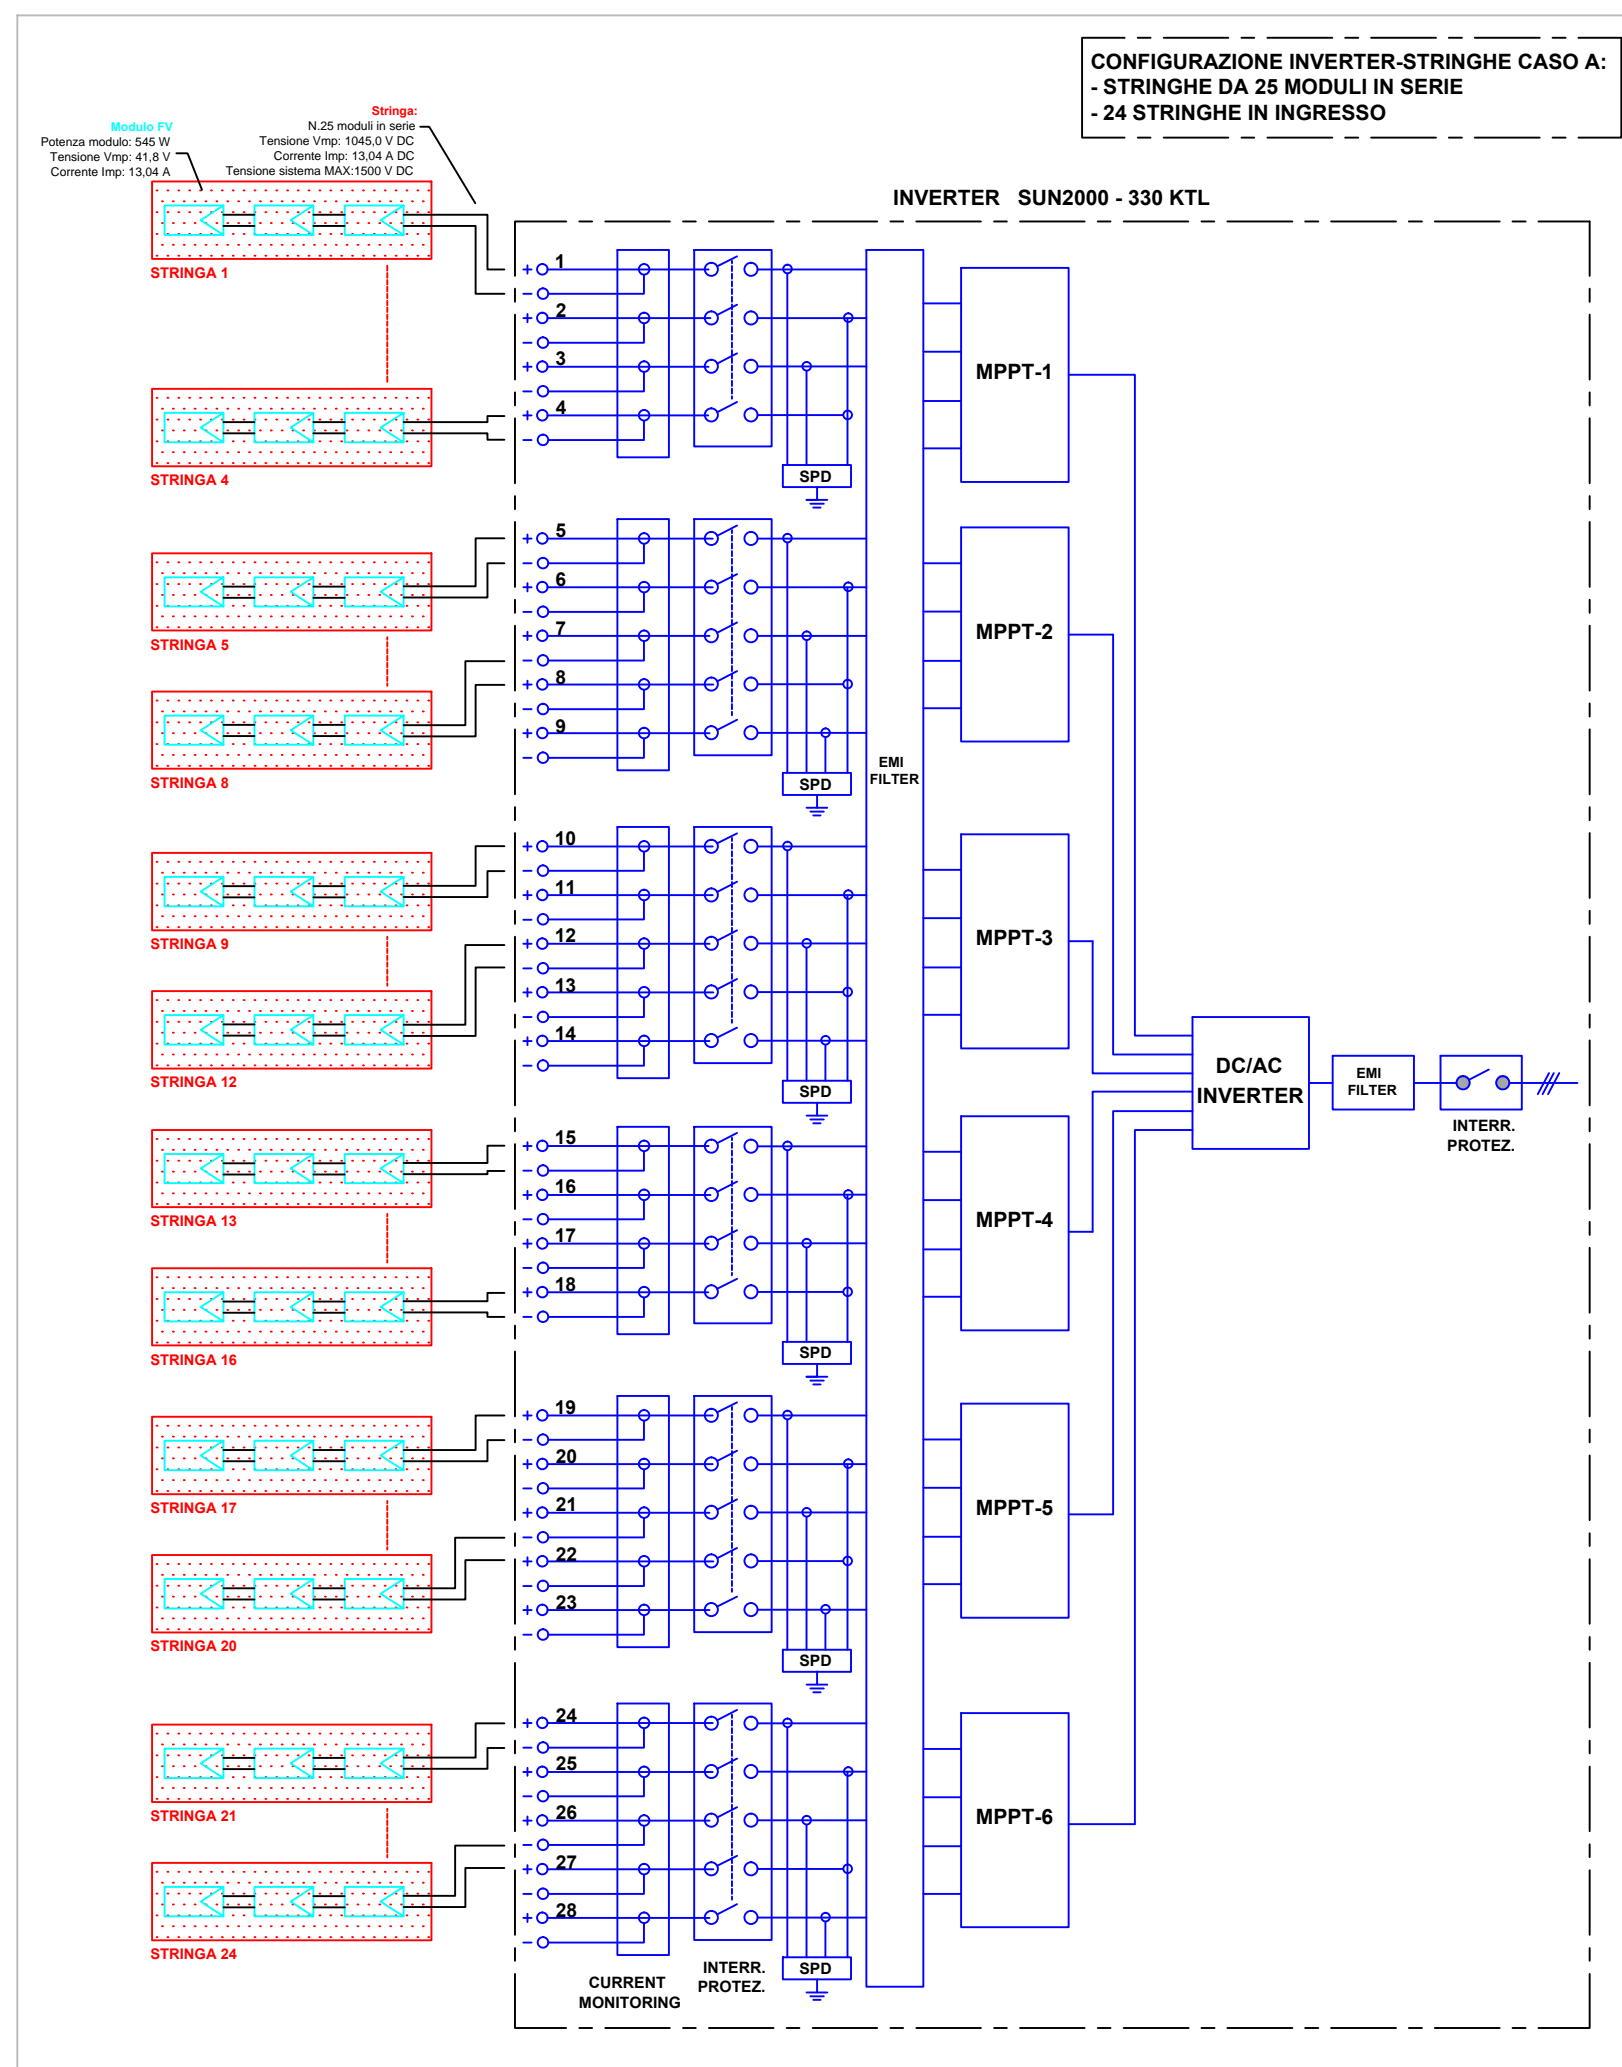 CONFIGURAZIONE INVERTER-STRINGHE CASO A:
- STRINGHE DA 25 MODULI IN SERIE
- 24 STRINGHE IN INGRESSO
Modulo FV
Potenza modulo: 545 W
Tensione Vmp: 41,8 V
Corrente Imp: 13,04 A
Stringa:
N.25 moduli in serie
Tensione Vmp: 1045,0 V DC
Corrente Imp: 13,04 A DC
Tensione sistema MAX:1500 V DC
INVERTER SUN2000 - 330 KTL
STRINGA 1
STRINGA 4
STRINGA 5
STRINGA 8
STRINGA 9
STRINGA 12
STRINGA 13
STRINGA 16
STRINGA 17
STRINGA 20
STRINGA 21
STRINGA 24
+ 1
-
+ 2
-
+ 3
-
+ 4
-
SPD
+ 5
-
+ 6
-
+ 7
-
+ 8
-
+ 9
-
SPD
+ 10
-
+ 11
-
+ 12
-
+ 13
-
+ 14
-
SPD
+ 15
-
+ 16
-
+ 17
-
+ 18
-
SPD
+ 19
-
+ 20
-
+ 21
-
+ 22
-
+ 23
-
SPD
+ 24
-
+ 25
-
+ 26
-
+ 27
-
+ 28
-
SPD
CURRENT
MONITORING
INTERR.
PROTEZ.
EMI
FILTER
MPPT-1
MPPT-2
MPPT-3
MPPT-4
MPPT-5
MPPT-6
DC/AC
INVERTER
EMI
FILTER
INTERR.
PROTEZ.